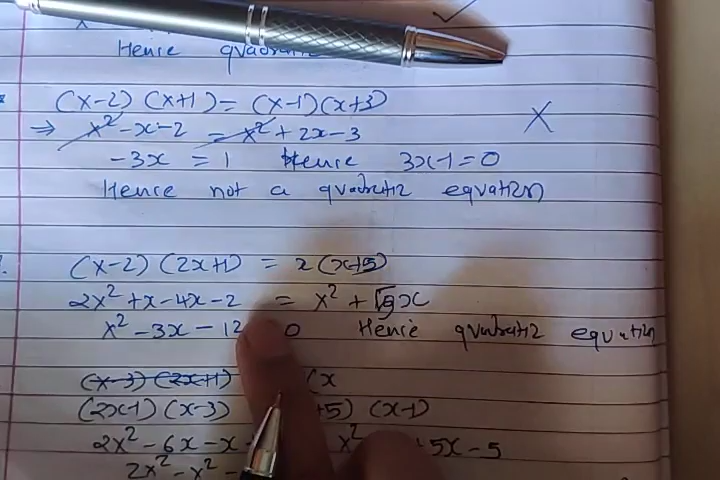 Hence
(x-2) (x+1) = (x-1)(x+3)
⇒ x² - x - 2 = x² + 2x - 3
-3x = 1 Hence 3x-1=0
Hence not a quadratic equation
(x-2) (2x+1) = x(x+5)
2x² + x - 4x - 2 = x² + 5x
x² - 3x - 12 0 Hence quadratic equation
(x-3) (2x+1) (x
(2x-1) (x-3) +5) (x-1)
2x² - 6x - x - x² + 5x - 5
2x² - x² -